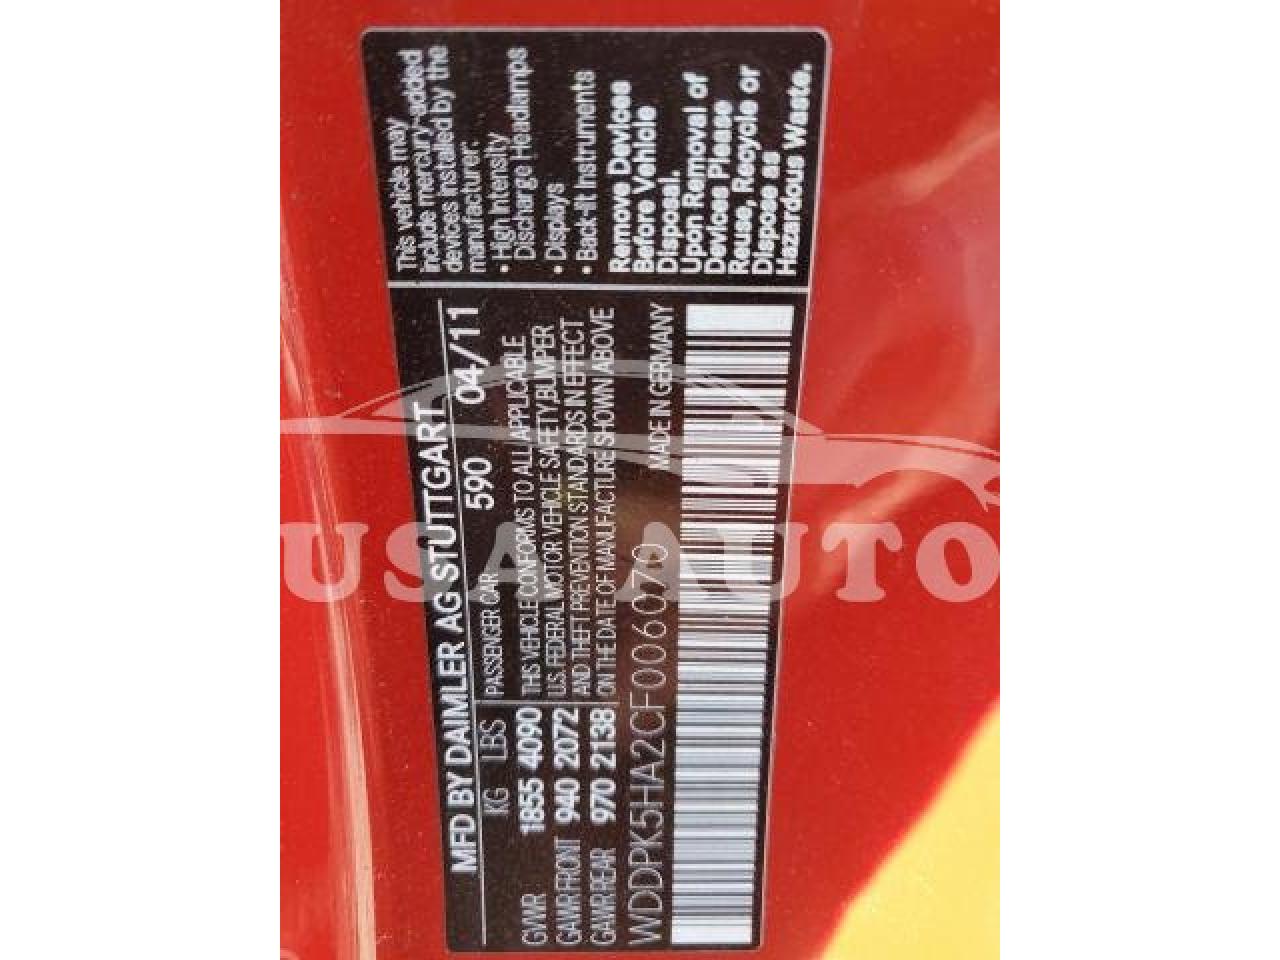 MFD BY DAIMLER AG STUTTGART
KG LBS PASSENGER CAR 590 04/11
GVWR 1855 4090 THIS VEHICLE CONFORMS TO ALL APPLICABLE
GAWR FRONT 940 2072 U.S. FEDERAL MOTOR VEHICLE SAFETY, BUMPER
GAWR REAR 970 2138 AND THEFT PREVENTION STANDARDS IN EFFECT
ON THE DATE OF MANUFACTURE SHOWN ABOVE
WDDPK5HA2CF006070 MADE IN GERMANY
This vehicle may
include mercury-added
devices installed by the
manufacturer:
• High Intensity
Discharge Headlamps
• Displays
• Back-lit Instruments
Remove Devices
Before Vehicle
Disposal.
Upon Removal of
Devices Please
Reuse, Recycle or
Dispose as
Hazardous Waste.
USA AUTO